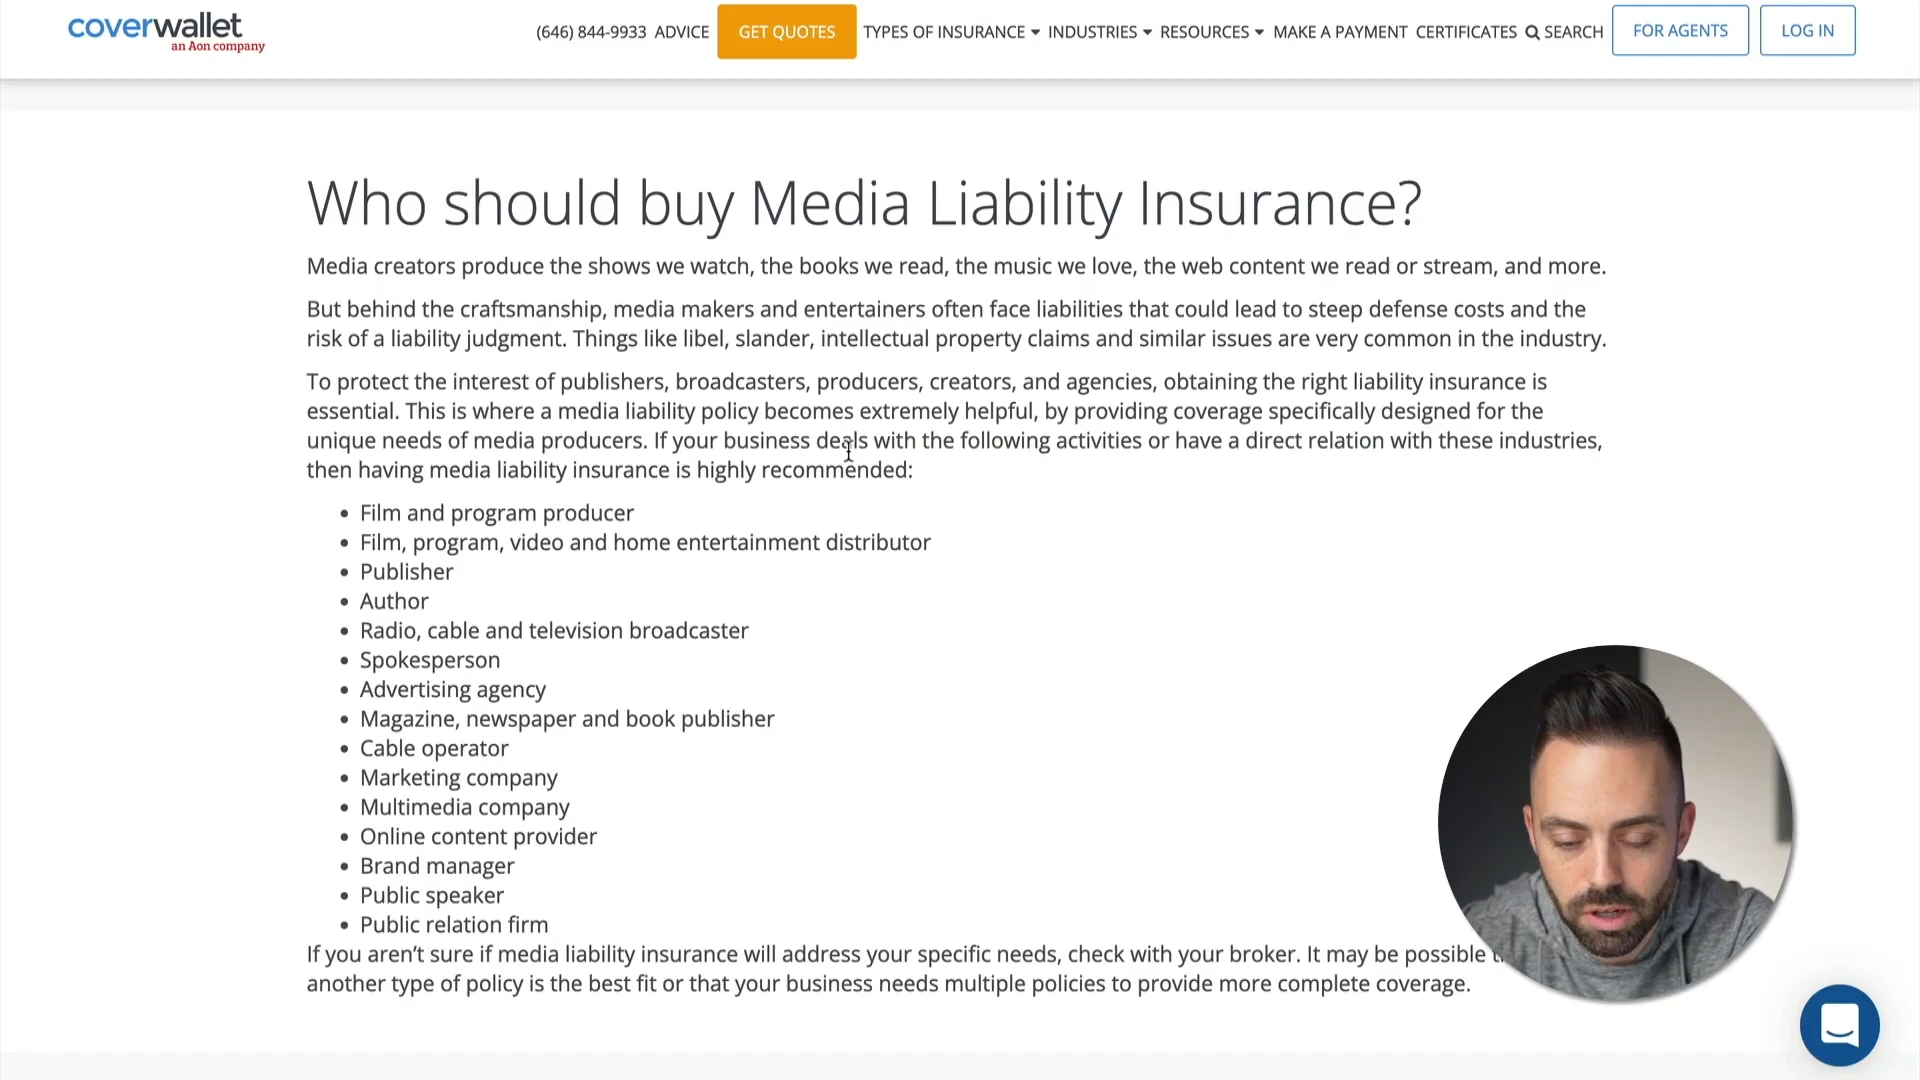 coverwallet
an Aon company
(646) 844-9933 ADVICE GET QUOTES TYPES OF INSURANCE INDUSTRIES RESOURCES MAKE A PAYMENT CERTIFICATES SEARCH FOR AGENTS LOG IN
Who should buy Media Liability Insurance?
Media creators produce the shows we watch, the books we read, the music we love, the web content we read or stream, and more.
But behind the craftsmanship, media makers and entertainers often face liabilities that could lead to steep defense costs and the
risk of a liability judgment. Things like libel, slander, intellectual property claims and similar issues are very common in the industry.
To protect the interest of publishers, broadcasters, producers, creators, and agencies, obtaining the right liability insurance is
essential. This is where a media liability policy becomes extremely helpful, by providing coverage specifically designed for the
unique needs of media producers. If your business deals with the following activities or have a direct relation with these industries,
then having media liability insurance is highly recommended:
• Film and program producer
• Film, program, video and home entertainment distributor
• Publisher
• Author
• Radio, cable and television broadcaster
• Spokesperson
• Advertising agency
• Magazine, newspaper and book publisher
• Cable operator
• Marketing company
• Multimedia company
• Online content provider
• Brand manager
• Public speaker
• Public relation firm
If you aren't sure if media liability insurance will address your specific needs, check with your broker. It may be possible
another type of policy is the best fit or that your business needs multiple policies to provide more complete coverage.